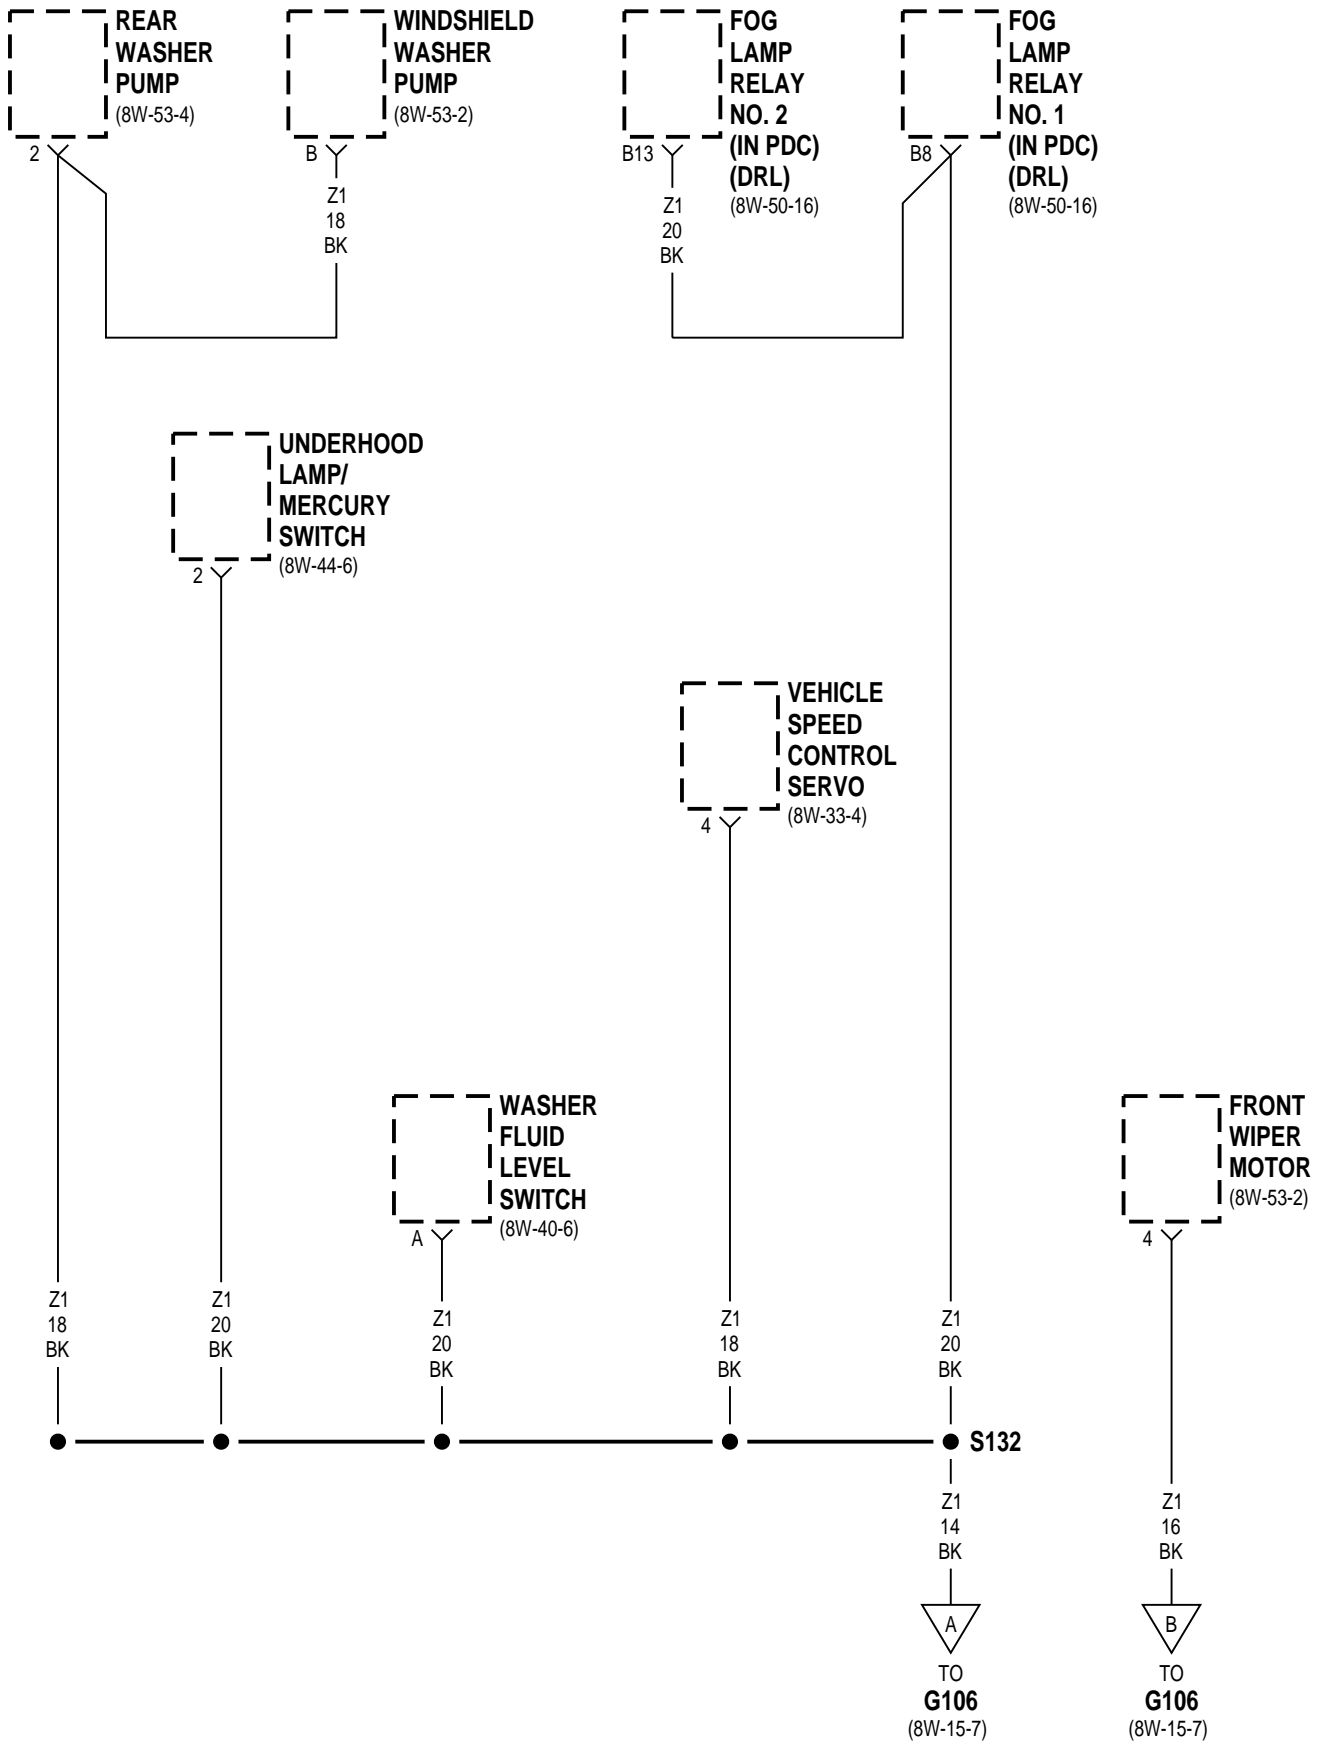 REAR
WASHER
PUMP
(8W-53-4)
2
WINDSHIELD
WASHER
PUMP
(8W-53-2)
B
Z1
18
BK
FOG
LAMP
RELAY
NO. 2
(IN PDC)
(DRL)
(8W-50-16)
B13
Z1
20
BK
FOG
LAMP
RELAY
NO. 1
(IN PDC)
(DRL)
(8W-50-16)
B8
UNDERHOOD
LAMP/
MERCURY
SWITCH
(8W-44-6)
2
VEHICLE
SPEED
CONTROL
SERVO
(8W-33-4)
4
WASHER
FLUID
LEVEL
SWITCH
(8W-40-6)
A
FRONT
WIPER
MOTOR
(8W-53-2)
4
Z1
18
BK
Z1
20
BK
Z1
20
BK
Z1
18
BK
Z1
20
BK
S132
Z1
14
BK
A
TO
G106
(8W-15-7)
Z1
16
BK
B
TO
G106
(8W-15-7)